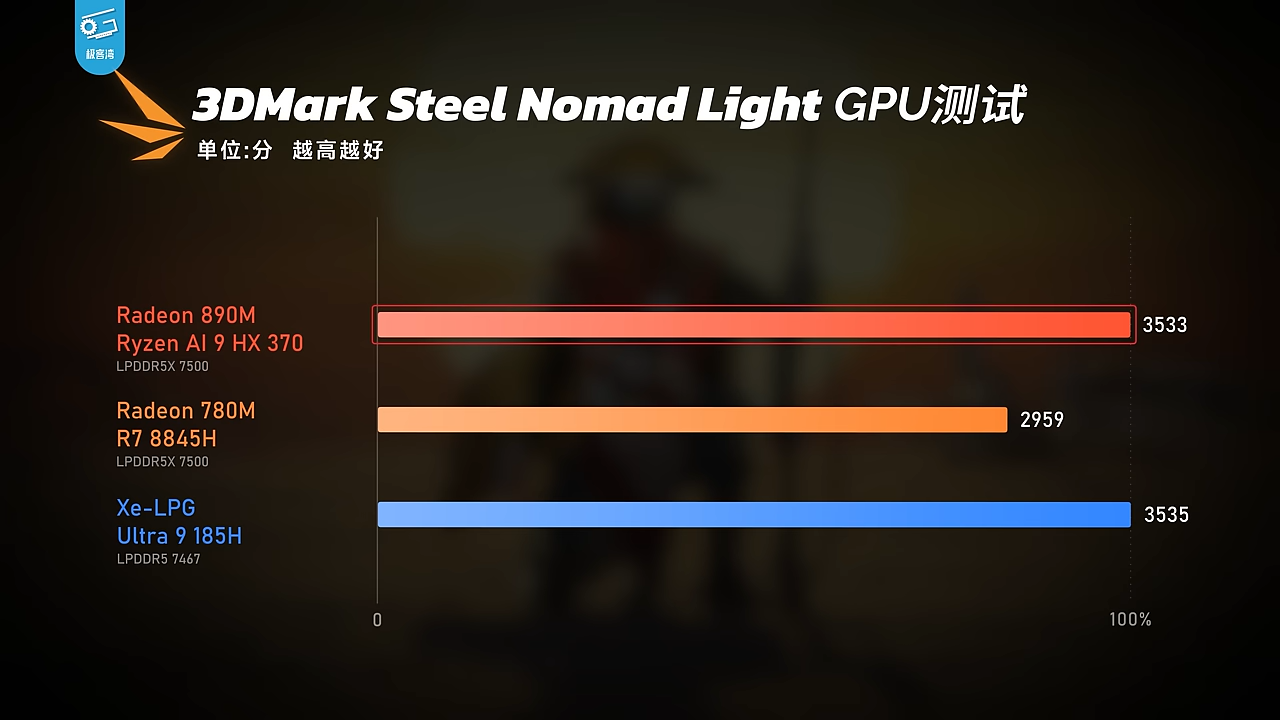 极客湾
3DMark Steel Nomad Light GPU测试
单位:分 越高越好
Radeon 890M
Ryzen AI 9 HX 370
LPDDR5X 7500
3533
Radeon 780M
R7 8845H
LPDDR5X 7500
2959
Xe-LPG
Ultra 9 185H
LPDDR5 7467
3535
0
100%